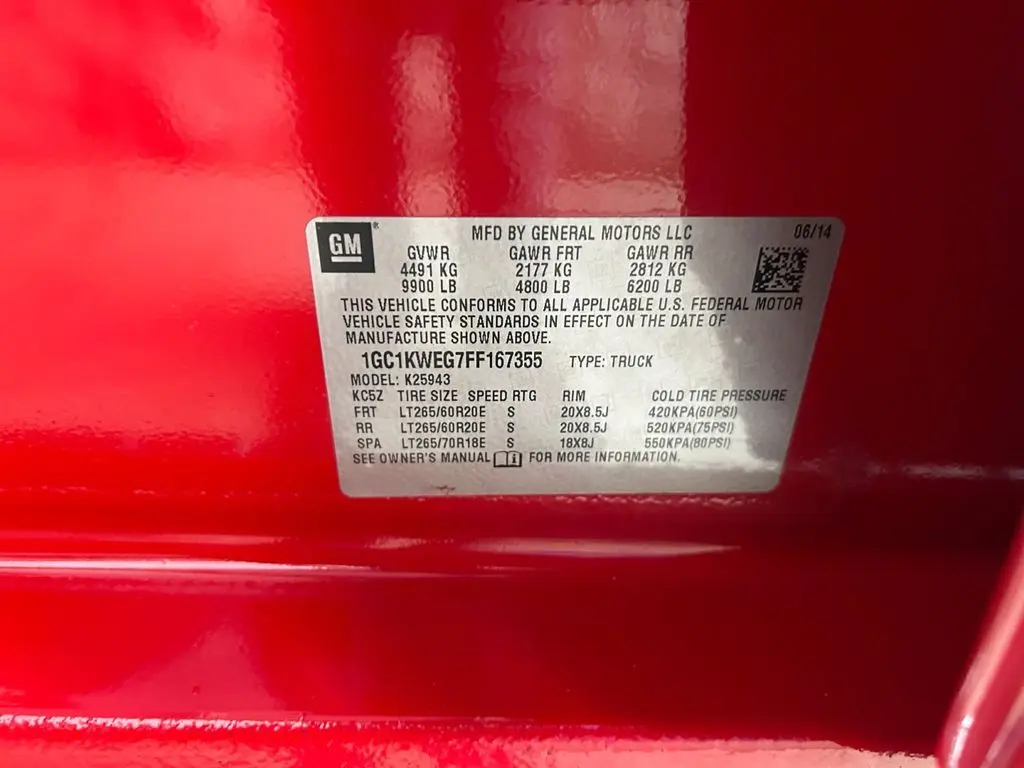 GM®
MFD BY GENERAL MOTORS LLC 06/14
GVWR GAWR FRT GAWR RR
4491 KG 2177 KG 2812 KG
9900 LB 4800 LB 6200 LB
THIS VEHICLE CONFORMS TO ALL APPLICABLE U.S. FEDERAL MOTOR
VEHICLE SAFETY STANDARDS IN EFFECT ON THE DATE OF
MANUFACTURE SHOWN ABOVE.
1GC1KWEG7FF167355 TYPE: TRUCK
MODEL: K25943
KC5Z TIRE SIZE SPEED RTG RIM COLD TIRE PRESSURE
FRT LT265/60R20E S 20X8.5J 420KPA(60PSI)
RR LT265/60R20E S 20X8.5J 520KPA(75PSI)
SPA LT265/70R18E S 18X8J 550KPA(80PSI)
SEE OWNER'S MANUAL FOR MORE INFORMATION.